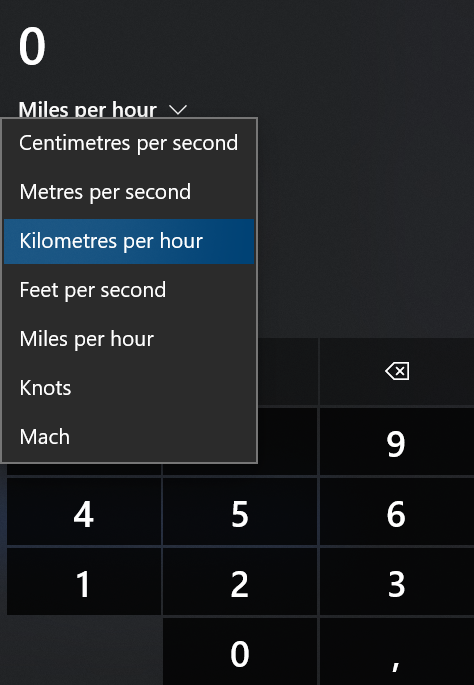 0
Miles per hour
Centimetres per second
Metres per second
Kilometres per hour
Feet per second
Miles per hour
Knots
Mach
9
4 5 6
1 2 3
0 ,